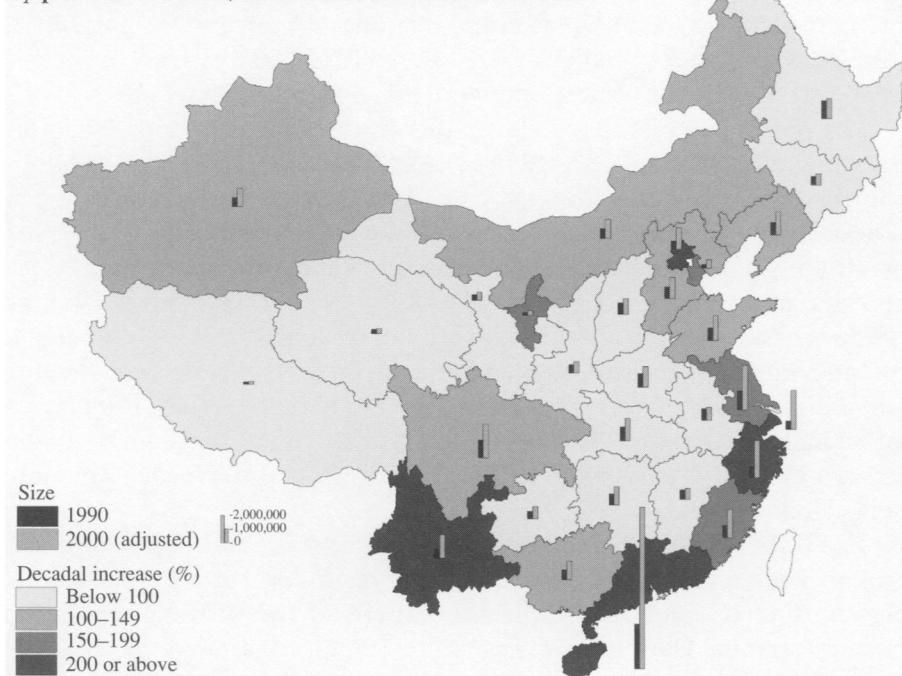 Size
1990
2000 (adjusted)
-2,000,000
-1,000,000
-0
Decadal increase (%)
Below 100
100–149
150–199
200 or above